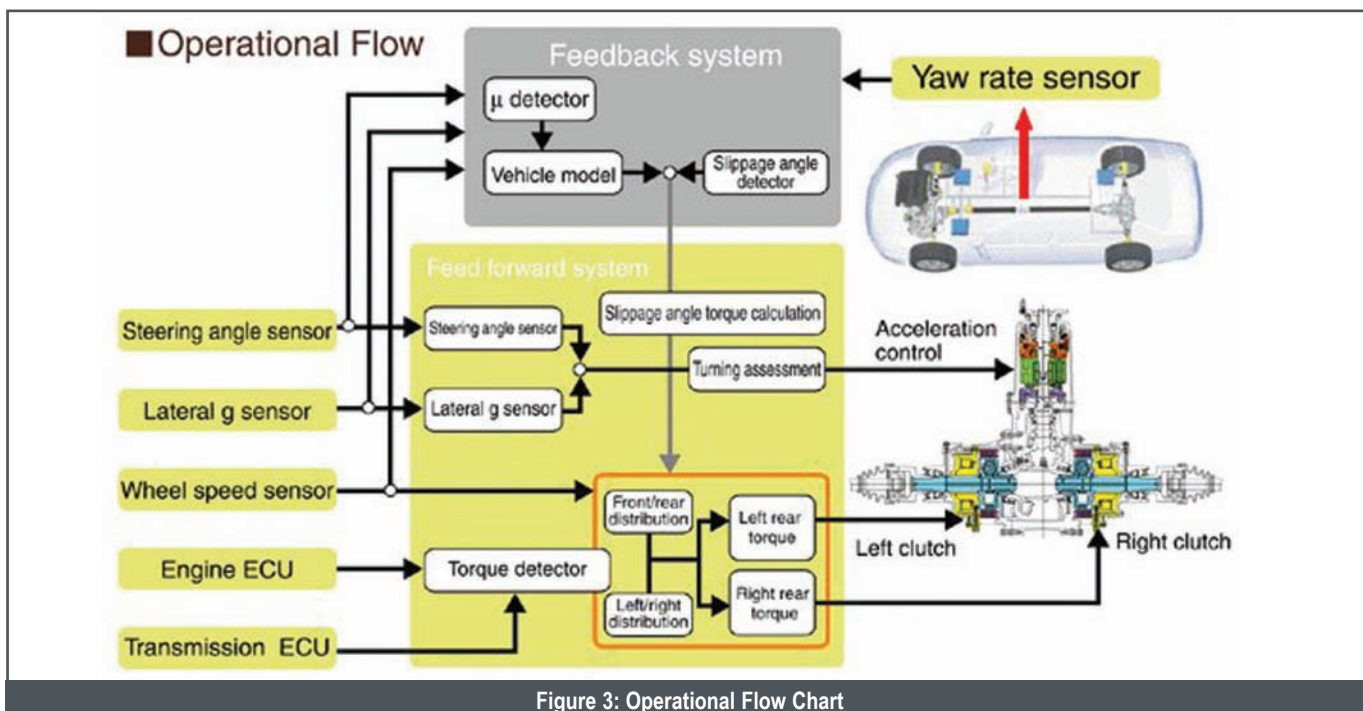 ■Operational Flow
Feedback system
Yaw rate sensor
μ detector
Vehicle model
Slippage angle
detector
Feed forward system
Steering angle sensor
Steering angle sensor
Slippage angle torque calculation
Acceleration
control
Turning assessment
Lateral g sensor
Lateral g sensor
Wheel speed sensor
Front/rear
distribution
Left rear
torque
Left clutch
Right clutch
Engine ECU
Torque detector
Left/right
distribution
Right rear
torque
Transmission ECU
Figure 3: Operational Flow Chart